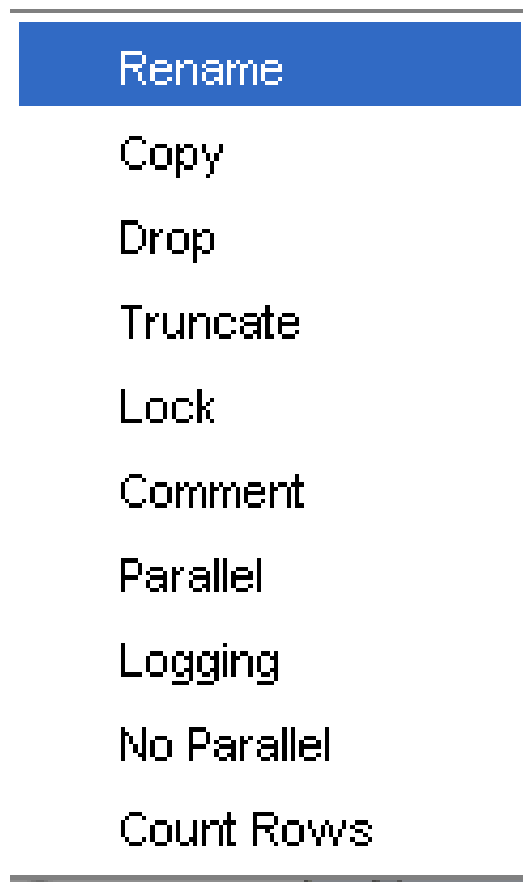 Rename
Copy
Drop
Truncate
Lock
Comment
Parallel
Logging
No Parallel
Count Rows